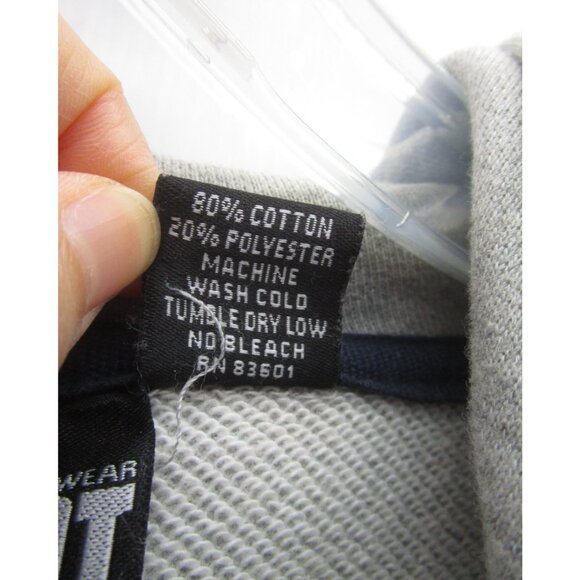 80% COTTON
20% POLYESTER
MACHINE
WASH COLD
TUMBLE DRY LOW
NO BLEACH
RN 83601
WEAR